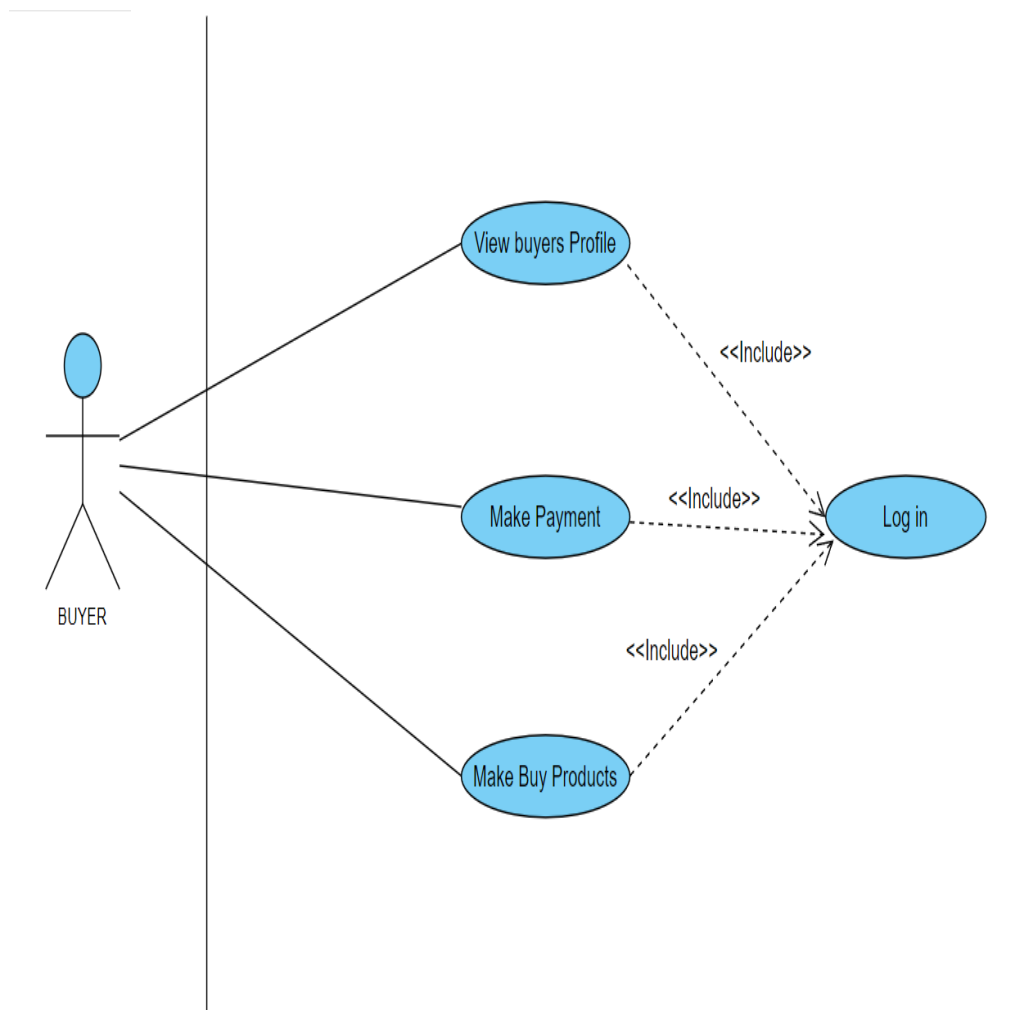 View buyers Profile
<<Include>>
<<Include>>
Make Payment
Log in
BUYER
<<Include>>
Make Buy Products